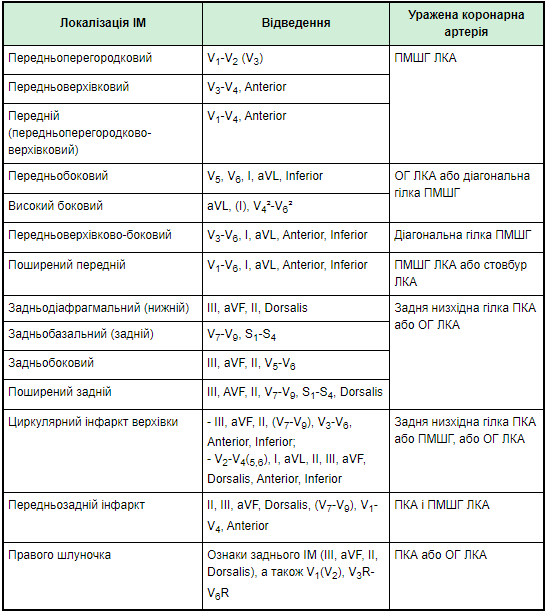 Локалізація ІМ
Відведення
Уражена коронарна
артерія
Передньоперегородковий
V₁-V₂ (V₃)
ПМШГ ЛКА
Передньоверхівковий
V₃-V₄, Anterior
Передній
(передньоперегородково-
верхівковий)
V₁-V₄, Anterior
Передньобоковий
V₅, V₆, I, aVL, Inferior
ОГ ЛКА або діагональна
гілка ПМШГ
Високий боковий
aVL, (I), V₄²-V₆²
Передньоверхівково-боковий
V₃-V₆, I, aVL, Anterior, Inferior
Діагональна гілка ПМШГ
Поширений передній
V₁-V₆, I, aVL, Anterior, Inferior
ПМШГ ЛКА або стовбур
ЛКА
Задньодіафрагмальний (нижній)
III, aVF, II, Dorsalis
Задня низхідна гілка ПКА
або ОГ ЛКА
Задньобазальний (задній)
V₇-V₉, S₁-S₄
Задньобоковий
III, aVF, II, V₅-V₆
Поширений задній
III, AVF, II, V₇-V₉, S₁-S₄, Dorsalis
Циркулярний інфаркт верхівки
- III, aVF, II, (V₇-V₉), V₃-V₆,
Anterior, Inferior;
- V₂-V₄(₅,₆), I, aVL, II, III, aVF,
Dorsalis, Anterior, Inferior
Задня низхідна гілка ПКА
або ПМШГ, або ОГ ЛКА
Передньозадній інфаркт
II, III, aVF, Dorsalis, (V₇-V₉), V₁-
V₄, Anterior
ПКА і ПМШГ ЛКА
Правого шлуночка
Ознаки заднього ІМ (III, aVF, II,
Dorsalis), а також V₁(V₂), V₃R-
V₆R
ПКА або ОГ ЛКА